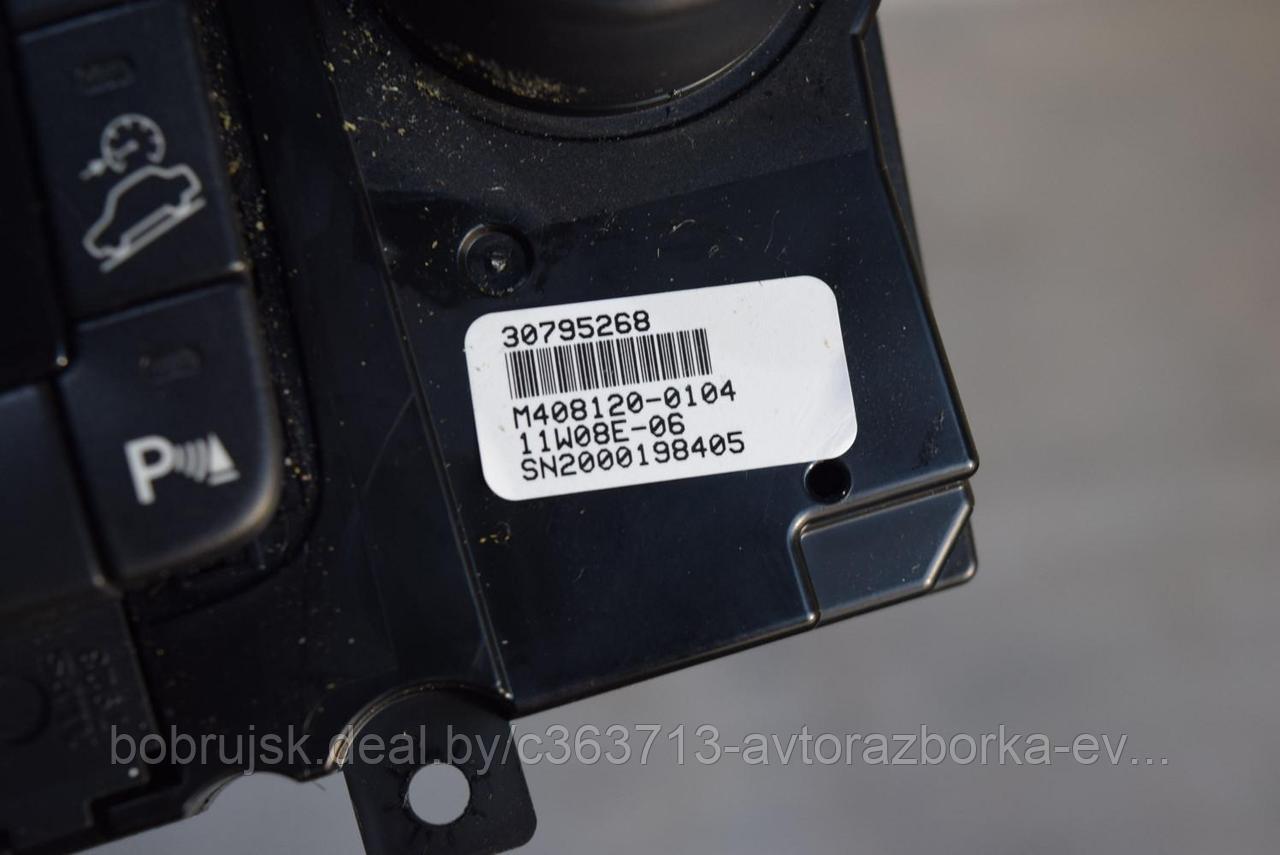 30795268
M408120-0104
11W08E-06
SN2000198405
P
bobrujsk.deal.by/c363713-avtorazborka-ev…